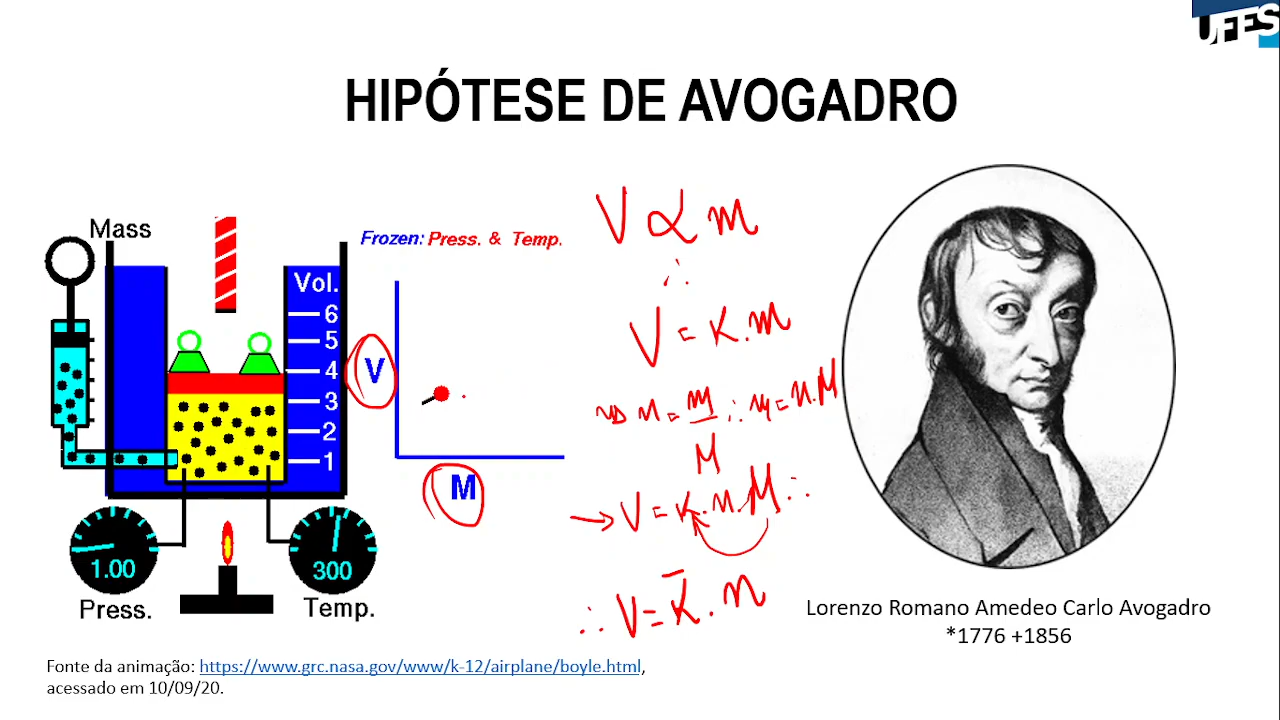 UFES
HIPÓTESE DE AVOGADRO
Mass
Vol.
6
5
4
3
2
1
1.00
Press.
300
Temp.
Frozen: Press. & Temp.
V
M
V ∝ m
∴
V = K.m
⇝ n = m/M ∴ m = n.M
→ V = K.n.M ∴
∴ V = K̄.n
Lorenzo Romano Amedeo Carlo Avogadro
*1776 +1856
Fonte da animação: https://www.grc.nasa.gov/www/k-12/airplane/boyle.html,
acessado em 10/09/20.